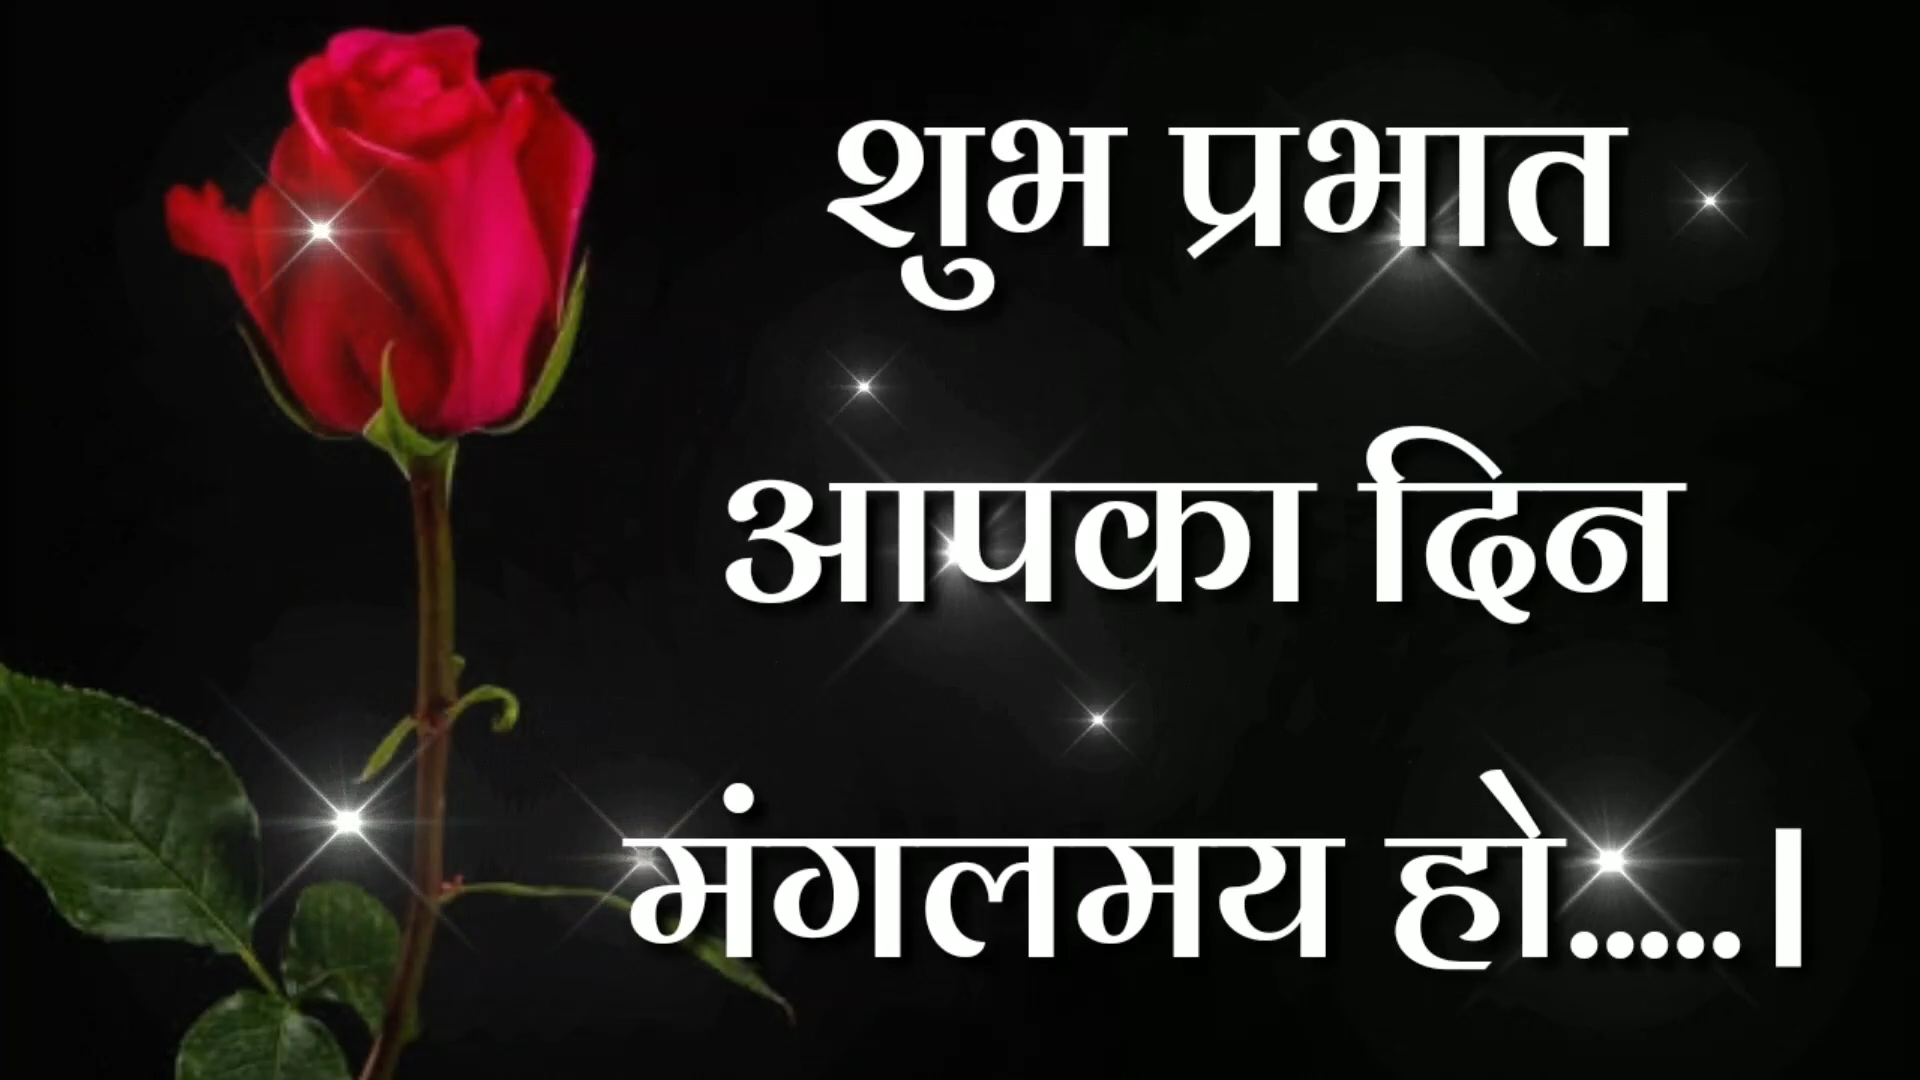 शुभ प्रभात
आपका दिन
मंगलमय हो.....।